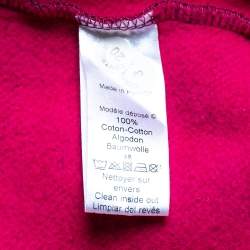 Made in
Modèle déposé ©
100%
Coton-Cotton
Algodon
Baumwolle
Nettoyer sur
envers
Clean inside out
Limpiar del revés